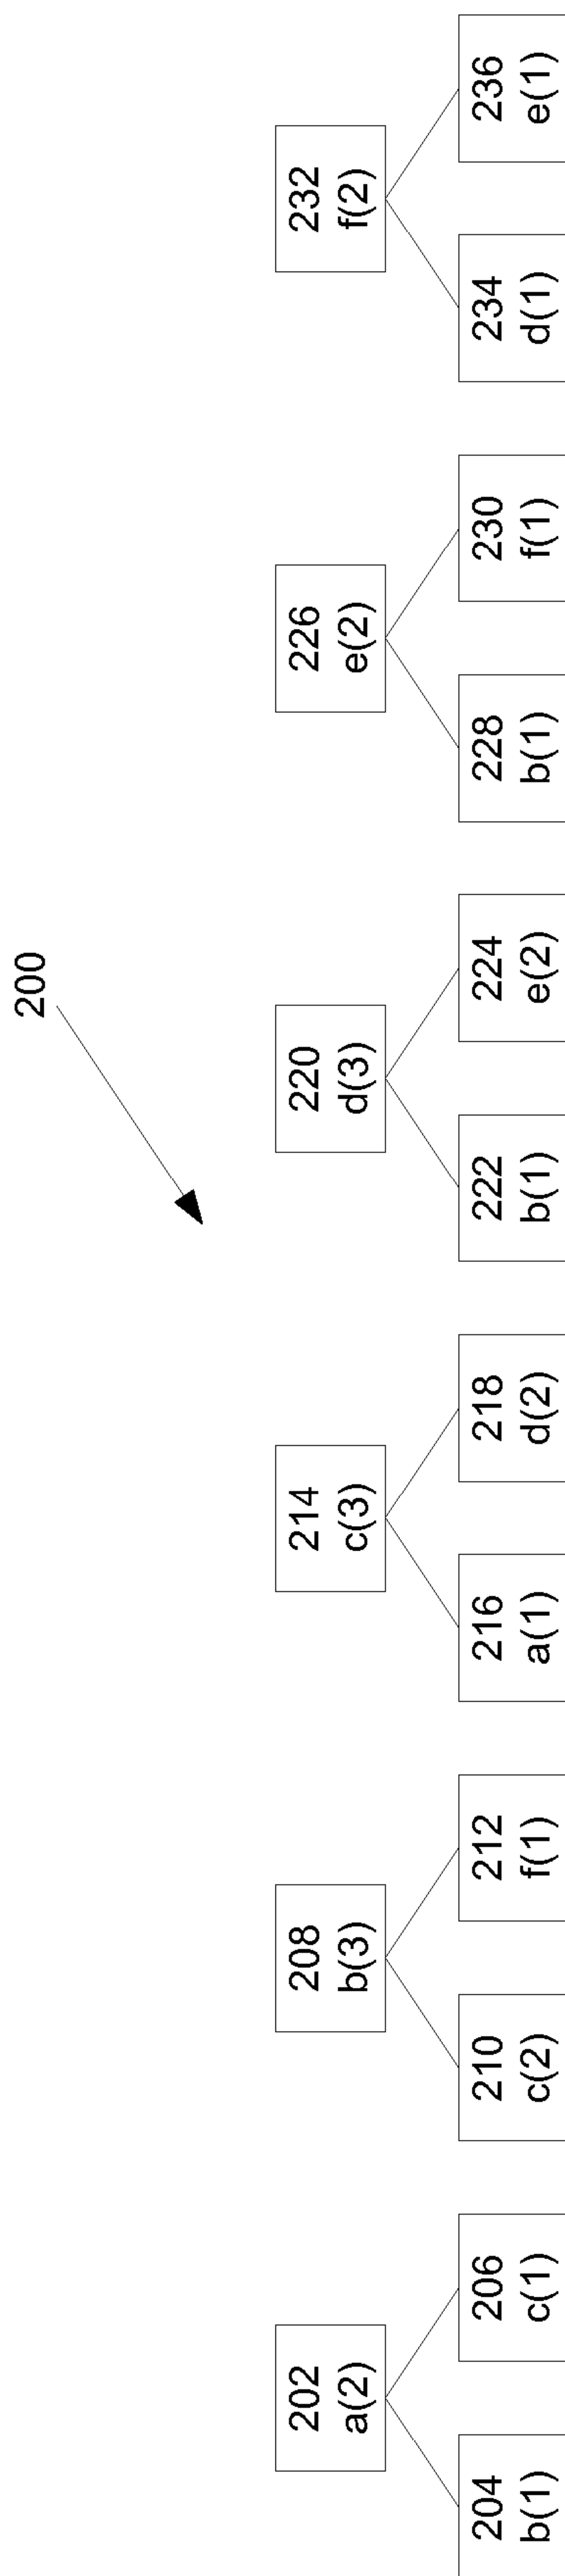 200
202
a(2)
204
b(1)
206
c(1)
208
b(3)
210
c(2)
212
f(1)
214
c(3)
216
a(1)
218
d(2)
220
d(3)
222
b(1)
224
e(2)
226
e(2)
228
b(1)
230
f(1)
232
f(2)
234
d(1)
236
e(1)